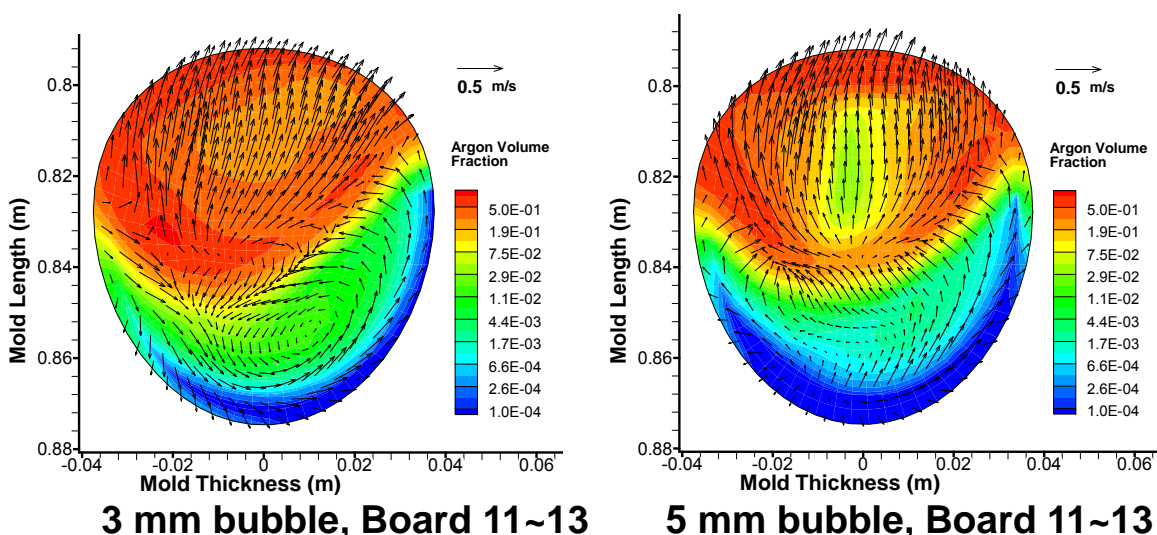 0.5 m/s
Argon Volume
Fraction
5.0E-01
1.9E-01
7.5E-02
2.9E-02
1.1E-02
4.4E-03
1.7E-03
6.6E-04
2.6E-04
1.0E-04
Mold Length (m)
0.8
0.82
0.84
0.86
0.88
-0.04 -0.02 0 0.02 0.04 0.06
Mold Thickness (m)
3 mm bubble, Board 11~13
0.5 m/s
Argon Volume
Fraction
5.0E-01
1.9E-01
7.5E-02
2.9E-02
1.1E-02
4.4E-03
1.7E-03
6.6E-04
2.6E-04
1.0E-04
Mold Length (m)
0.8
0.82
0.84
0.86
0.88
-0.04 -0.02 0 0.02 0.04 0.06
Mold Thickness (m)
5 mm bubble, Board 11~13